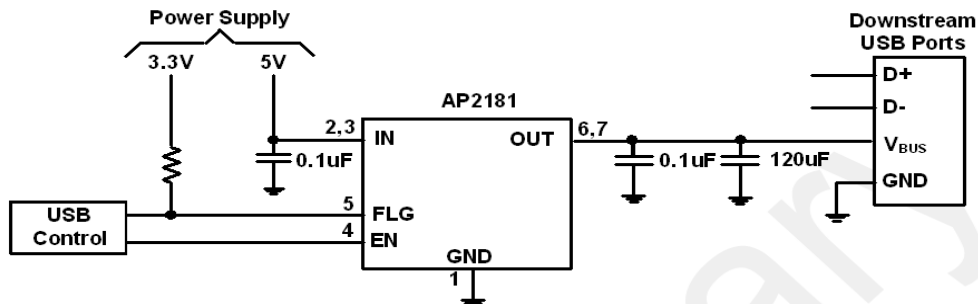 Power Supply
3.3V 5V
Downstream
USB Ports
D+
D-
VBUS
GND
AP2181
2,3 IN
OUT 6,7
0.1uF
0.1uF
120uF
5 FLG
4 EN
GND
1
USB
Control